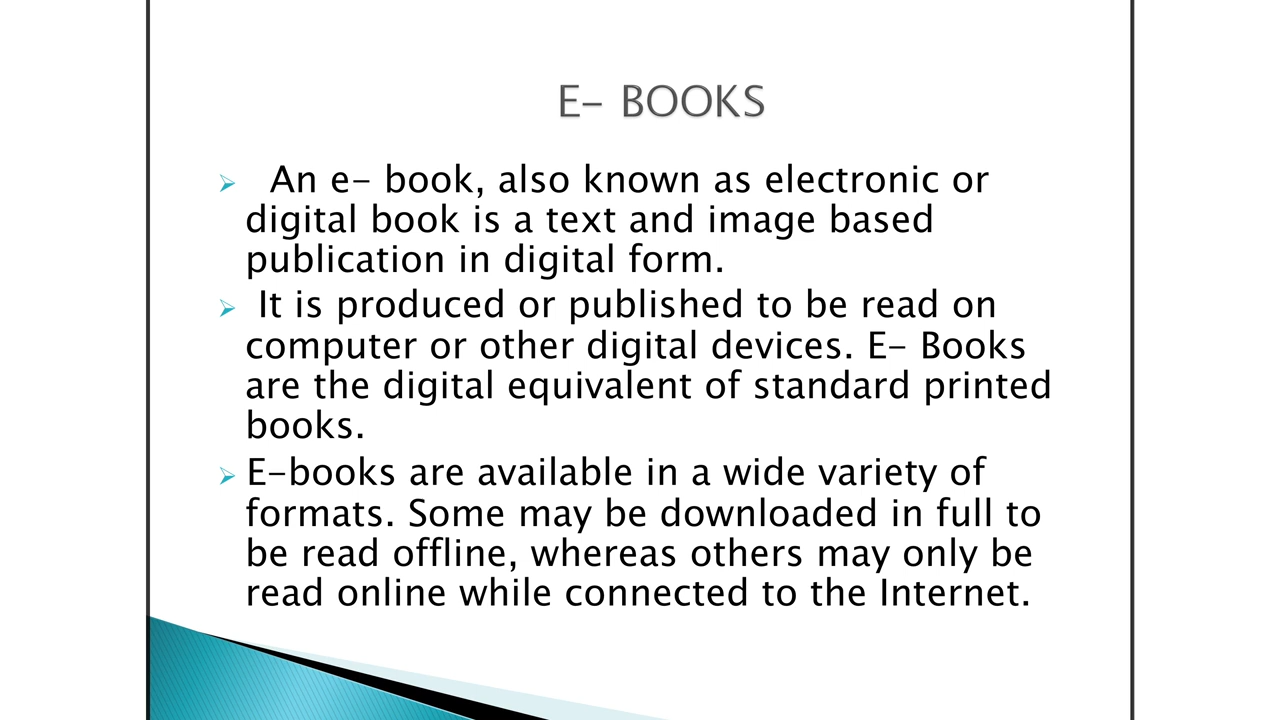 E- BOOKS
An e- book, also known as electronic or
digital book is a text and image based
publication in digital form.
It is produced or published to be read on
computer or other digital devices. E- Books
are the digital equivalent of standard printed
books.
E-books are available in a wide variety of
formats. Some may be downloaded in full to
be read offline, whereas others may only be
read online while connected to the Internet.